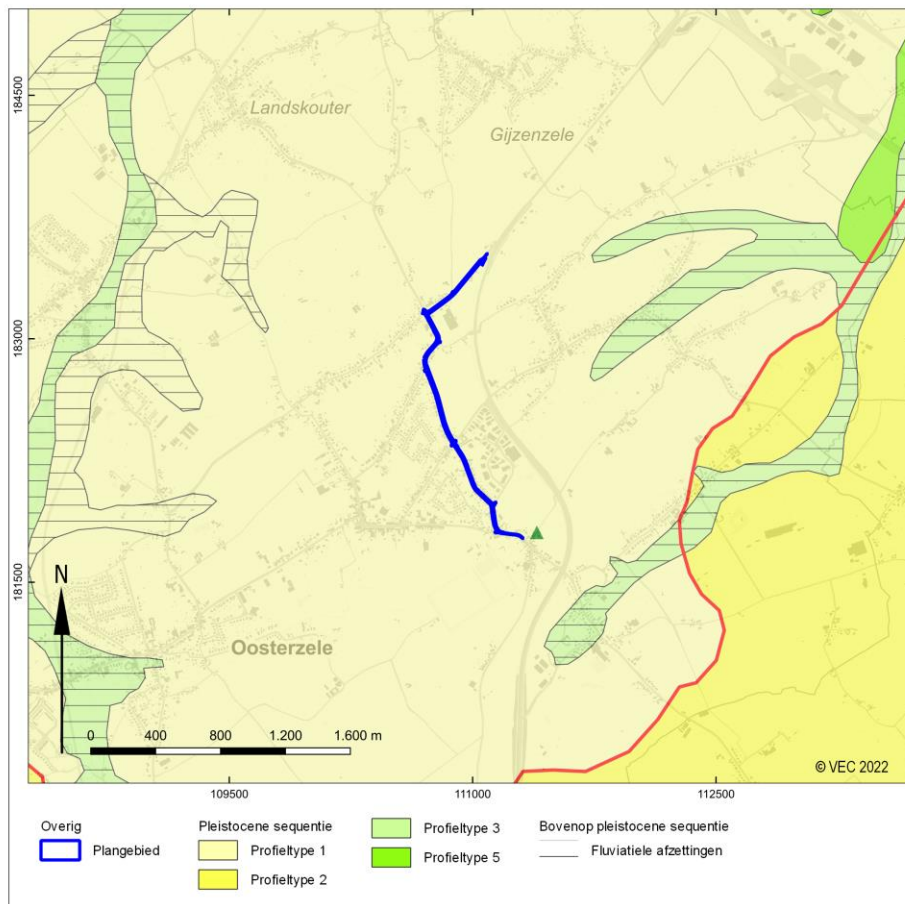 Landskouter
Gijzenzele
Oosterzele
N
0 400 800 1.200 1.600 m
© VEC 2022
184500
183000
181500
109500 111000 112500
Overig
Plangebied
Pleistocene sequentie
Profieltype 1
Profieltype 2
Profieltype 3
Profieltype 5
Bovenop pleistocene sequentie
Fluviatiele afzettingen